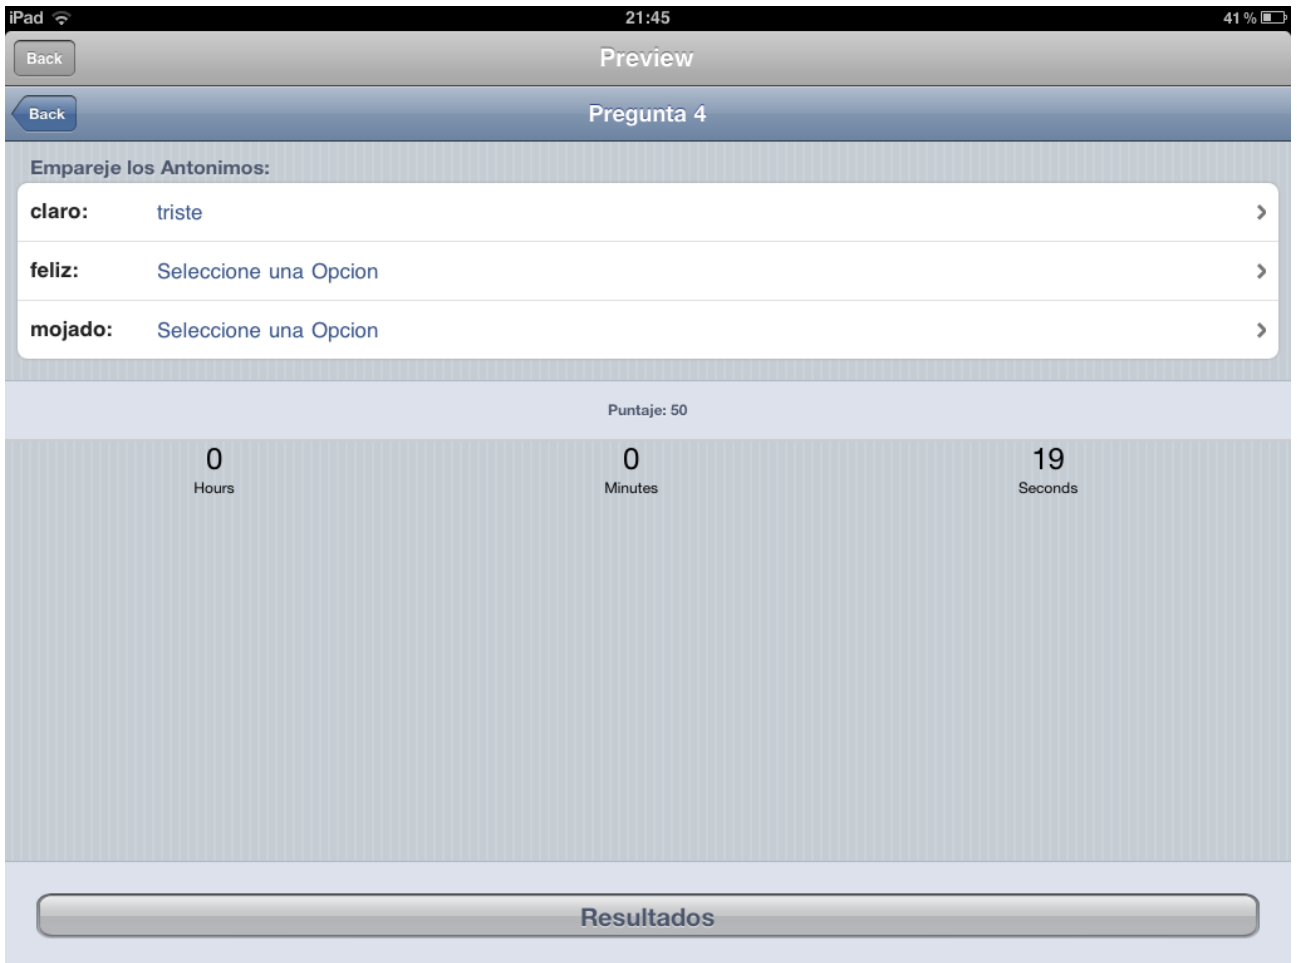 iPad 21:45 41 %
Back Preview
Back Pregunta 4
Empareje los Antonimos:
claro: triste
feliz: Seleccione una Opcion
mojado: Seleccione una Opcion
Puntaje: 50
0 0 19
Hours Minutes Seconds
Resultados